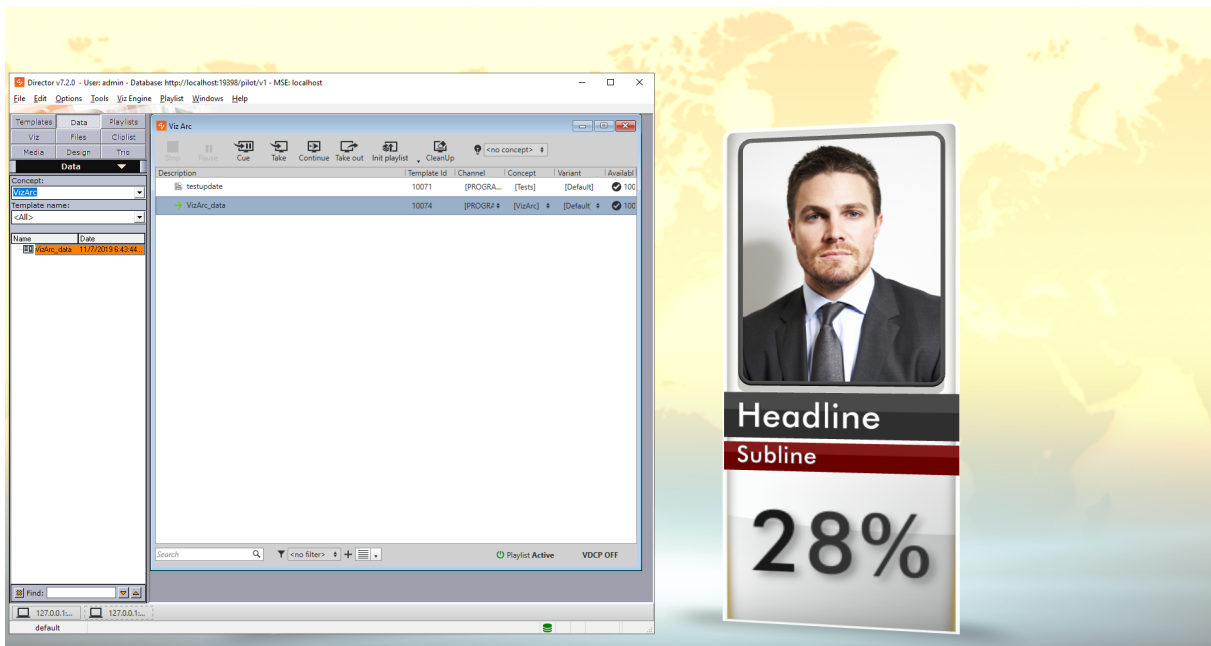 Director v7.2.0 - User: admin - Database: http://localhost:19398/pilot/v1 - MSE: localhost
File Edit Options Tools Viz Engine Playlist Windows Help
Templates Data Playlists
Viz Files Cliplist
Media Design Trio
Data
Concept:
VizArc
Template name:
<All>
Name Date
VizArc_data 11/7/2019 6:43:44...
Find:
Viz Arc
Stop Pause Cue Take Continue Take out Init playlist CleanUp <no concept>
Description Template Id Channel Concept Variant Availabl
testupdate 10071 [PROGRA... [Tests] [Default] 100
VizArc_data 10074 [PROGRA [VizArc] [Default] 100
Search <no filter> Playlist Active VDCP OFF
127.0.0.1:... 127.0.0.1:...
default
Headline
Subline
28%